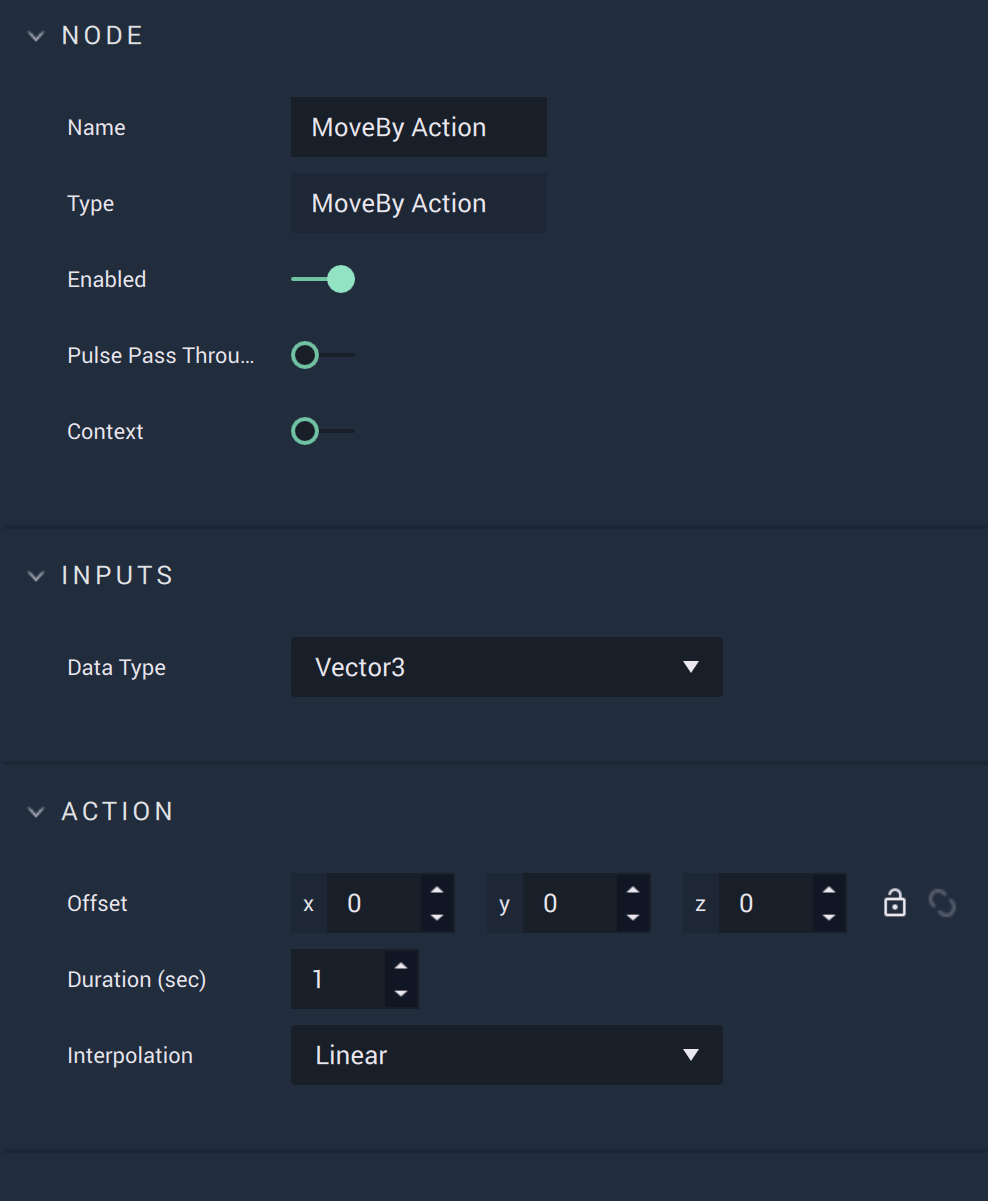 NODE
Name MoveBy Action
Type MoveBy Action
Enabled
Pulse Pass Throu...
Context
INPUTS
Data Type Vector3
ACTION
Offset x 0 y 0 z 0
Duration (sec) 1
Interpolation Linear